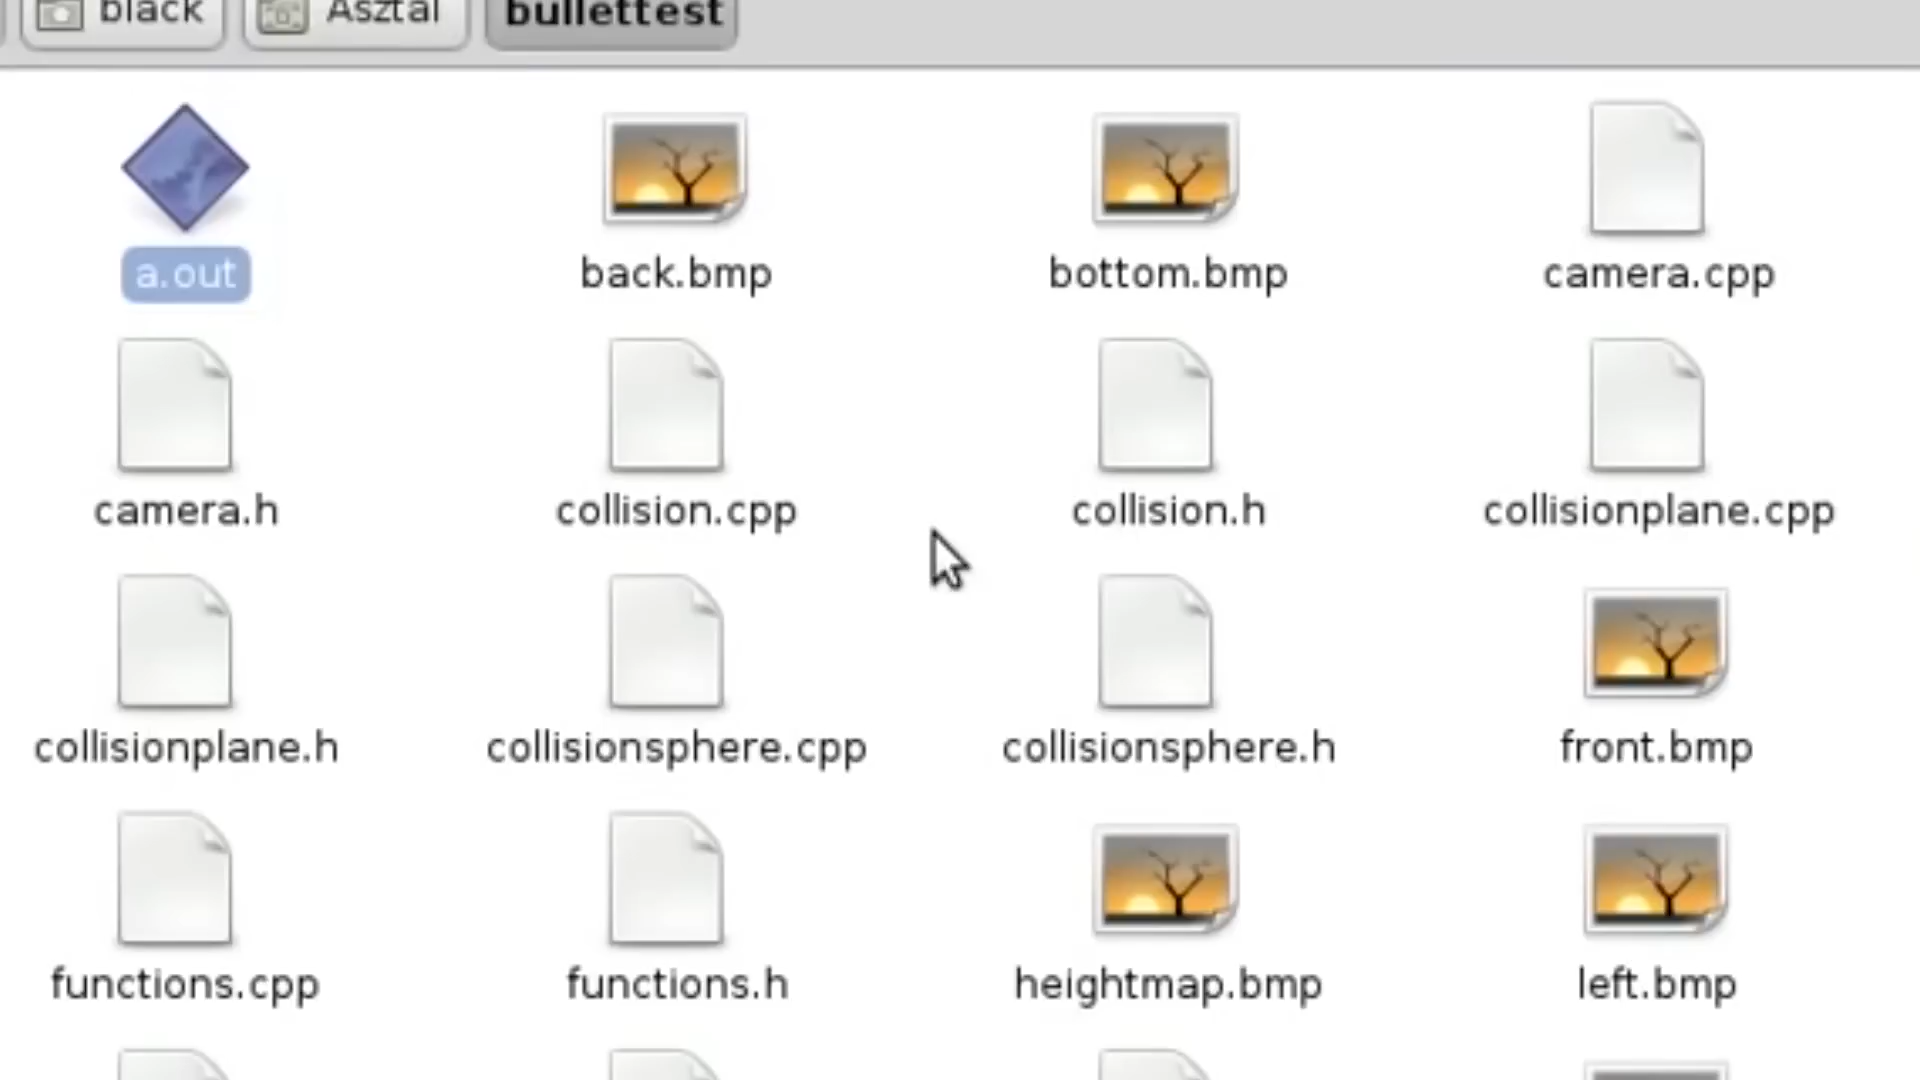 black Asztal bullettest
a.out back.bmp bottom.bmp camera.cpp
camera.h collision.cpp collision.h collisionplane.cpp
collisionplane.h collisionsphere.cpp collisionsphere.h front.bmp
functions.cpp functions.h heightmap.bmp left.bmp